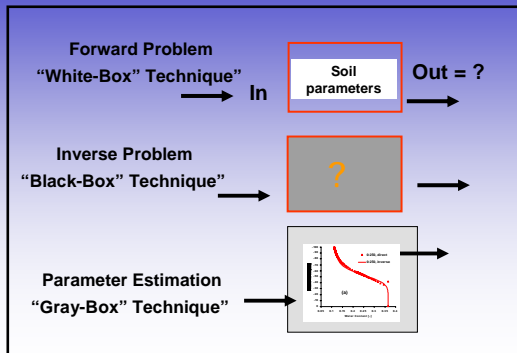 Forward Problem
“White-Box” Technique”
In
Soil
parameters
Out = ?
Inverse Problem
“Black-Box” Technique”
?
Parameter Estimation
“Gray-Box” Technique”
(a)